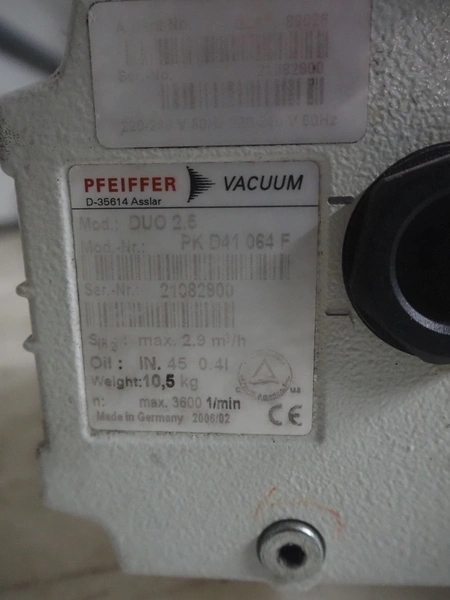 21082900
PFEIFFER VACUUM
D-35614 Asslar
Mod.: DUO 2.5
Mod.-Nr.: PK D41 064 F
Ser.-Nr.: 21082900
max. 2.9 m³/h
Oil : IN. 45 0.4l
Weight: 10,5 kg
n: max. 3600 1/min
Made in Germany 2006/02
CE